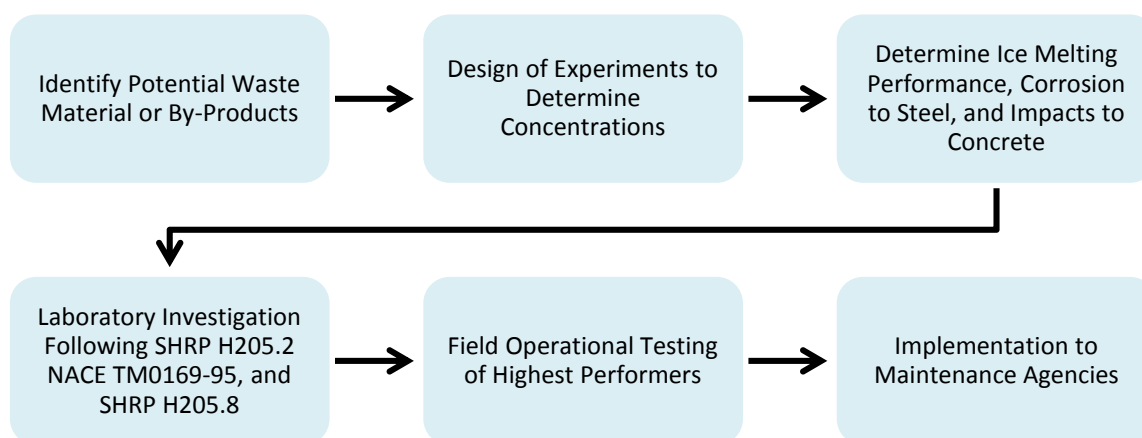 Identify Potential Waste
Material or By-Products
Design of Experiments to
Determine
Concentrations
Determine Ice Melting
Performance, Corrosion
to Steel, and Impacts to
Concrete
Laboratory Investigation
Following SHRP H205.2
NACE TM0169-95, and
SHRP H205.8
Field Operational Testing
of Highest Performers
Implementation to
Maintenance Agencies